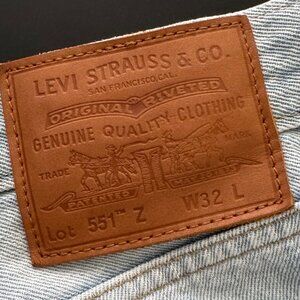 LEVI STRAUSS & CO.
SAN FRANCISCO, CAL.
ORIGINAL RIVETED
GENUINE QUALITY CLOTHING
TRADE MARK
PATENTED
Lot 551™ Z W32 L